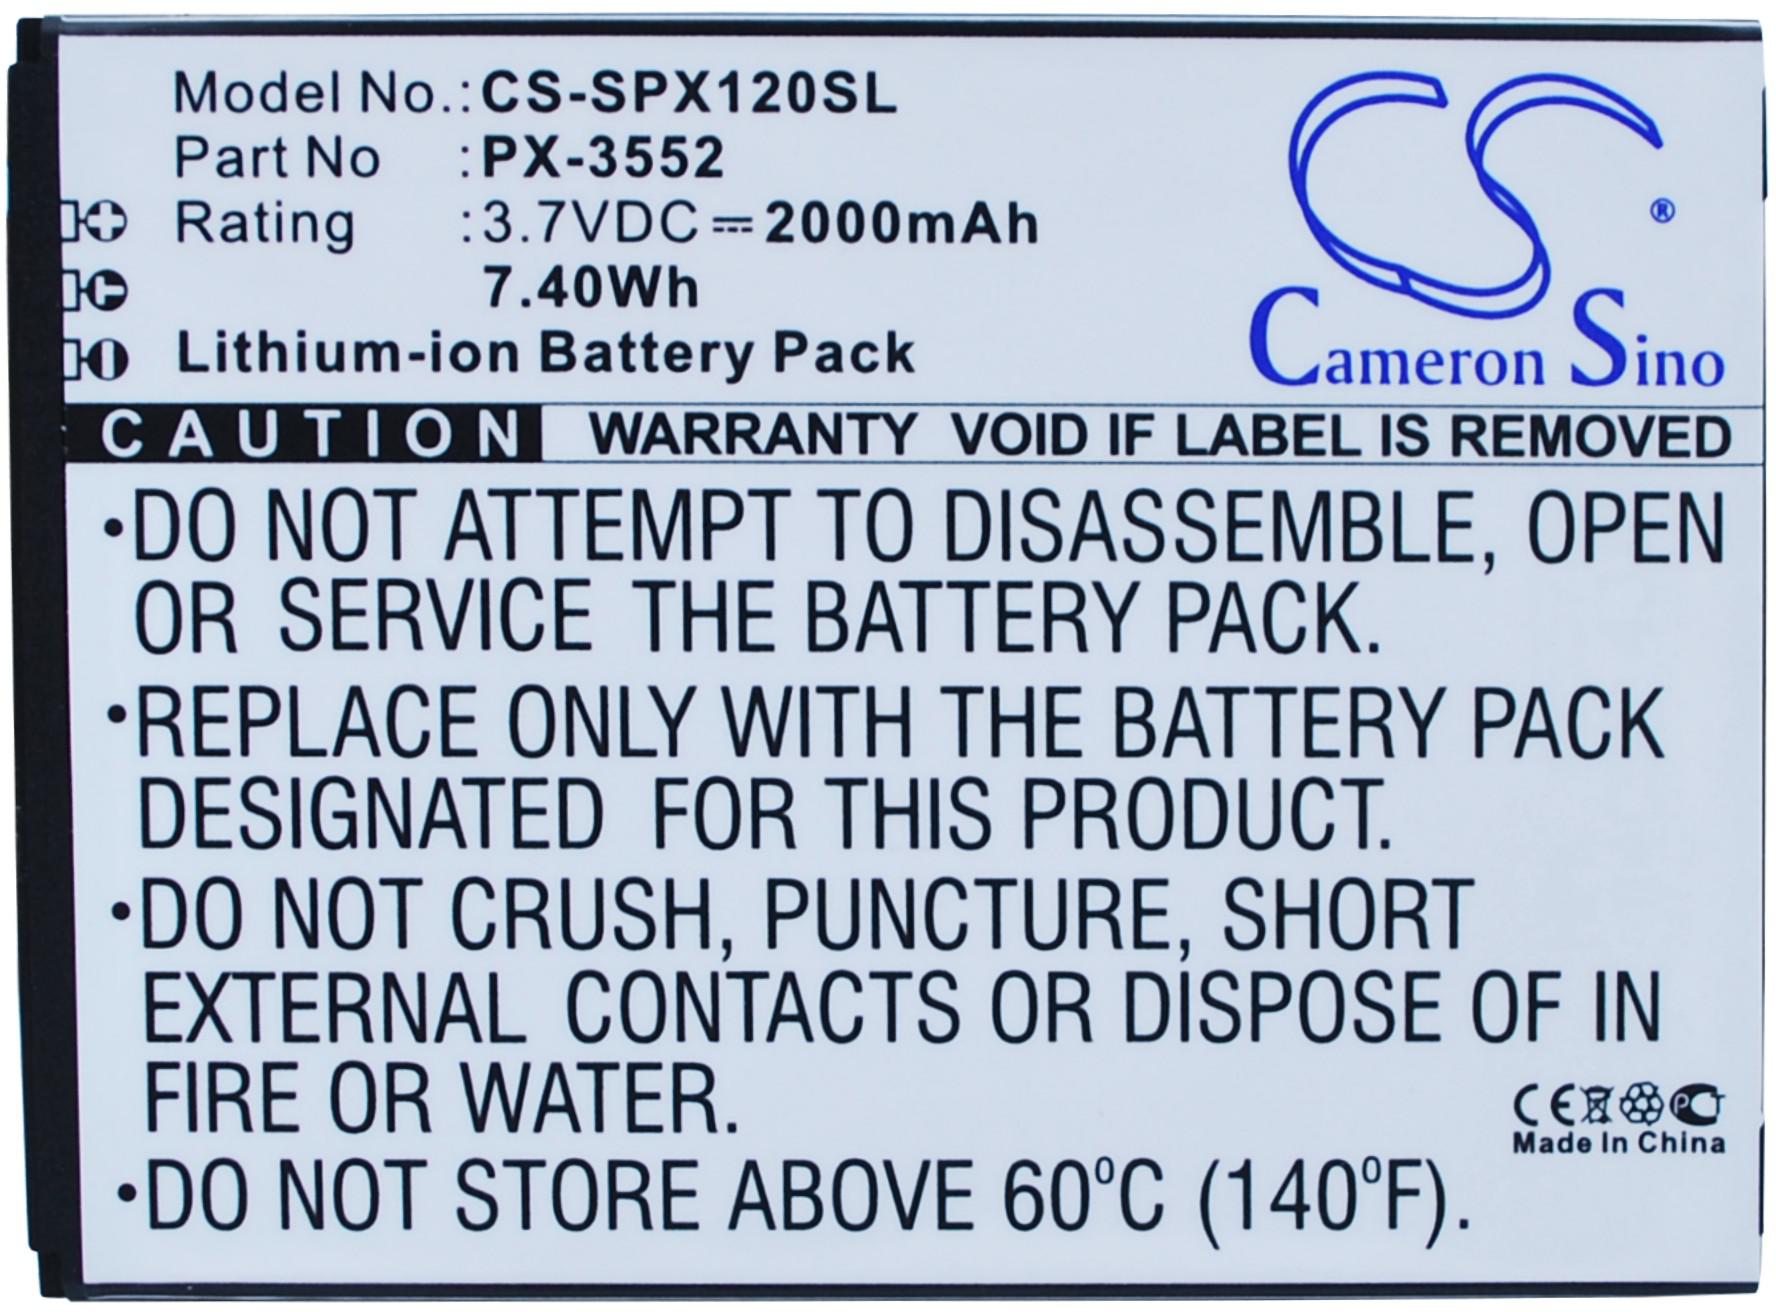 Model No.:CS-SPX120SL
Part No :PX-3552
Rating :3.7VDC⎓2000mAh
7.40Wh
Lithium-ion Battery Pack
CS
®
Cameron Sino
CAUTION WARRANTY VOID IF LABEL IS REMOVED
•DO NOT ATTEMPT TO DISASSEMBLE, OPEN
OR SERVICE THE BATTERY PACK.
•REPLACE ONLY WITH THE BATTERY PACK
DESIGNATED FOR THIS PRODUCT.
•DO NOT CRUSH, PUNCTURE, SHORT
EXTERNAL CONTACTS OR DISPOSE OF IN
FIRE OR WATER.
CE PCT
Made In China
•DO NOT STORE ABOVE 60°C (140°F).